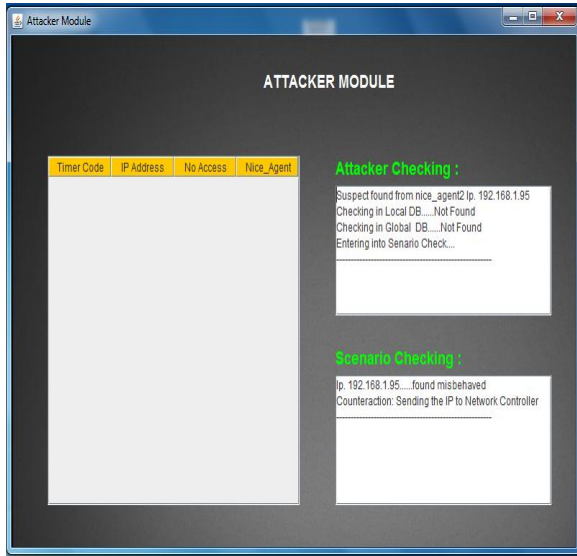 Attacker Module
ATTACKER MODULE
Timer Code IP Address No Access Nice_Agent
Attacker Checking :
Suspect found from nice_agent2 Ip. 192.168.1.95
Checking in Local DB......Not Found
Checking in Global DB.....Not Found
Entering into Senario Check....
--------------------------------------------------------
Scenario Checking :
Ip. 192.168.1.95.....found misbehaved
Counteraction: Sending the IP to Network Controller
--------------------------------------------------------